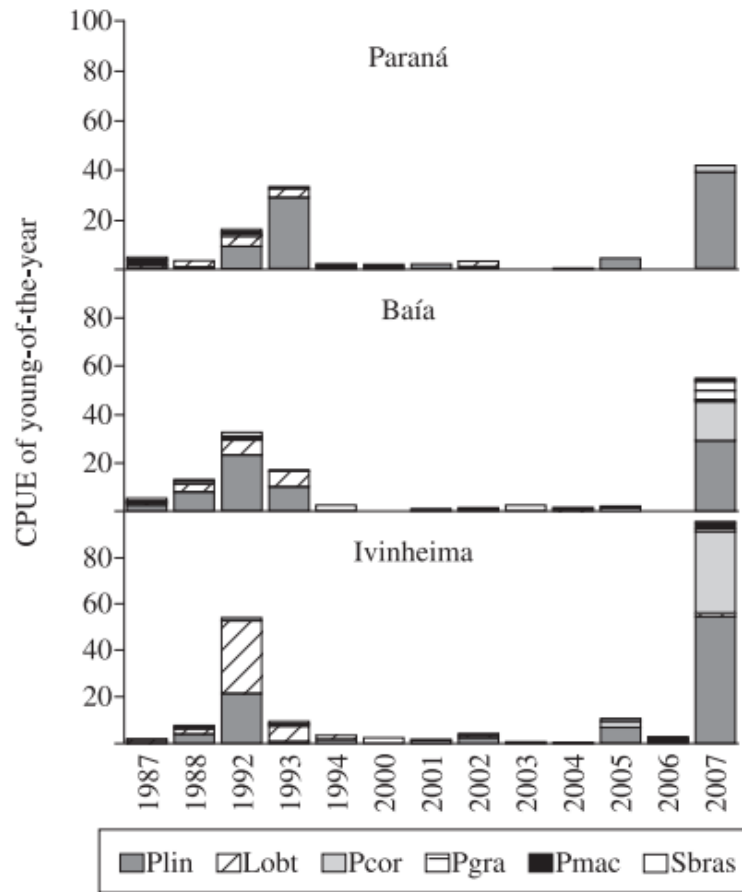 CPUE of young-of-the-year
100
80
60
40
20
Paraná
80
60
40
20
Baía
80
60
40
20
Ivinheima
1987 1988 1992 1993 1994 2000 2001 2002 2003 2004 2005 2006 2007
Plin Lobt Pcor Pgra Pmac Sbras